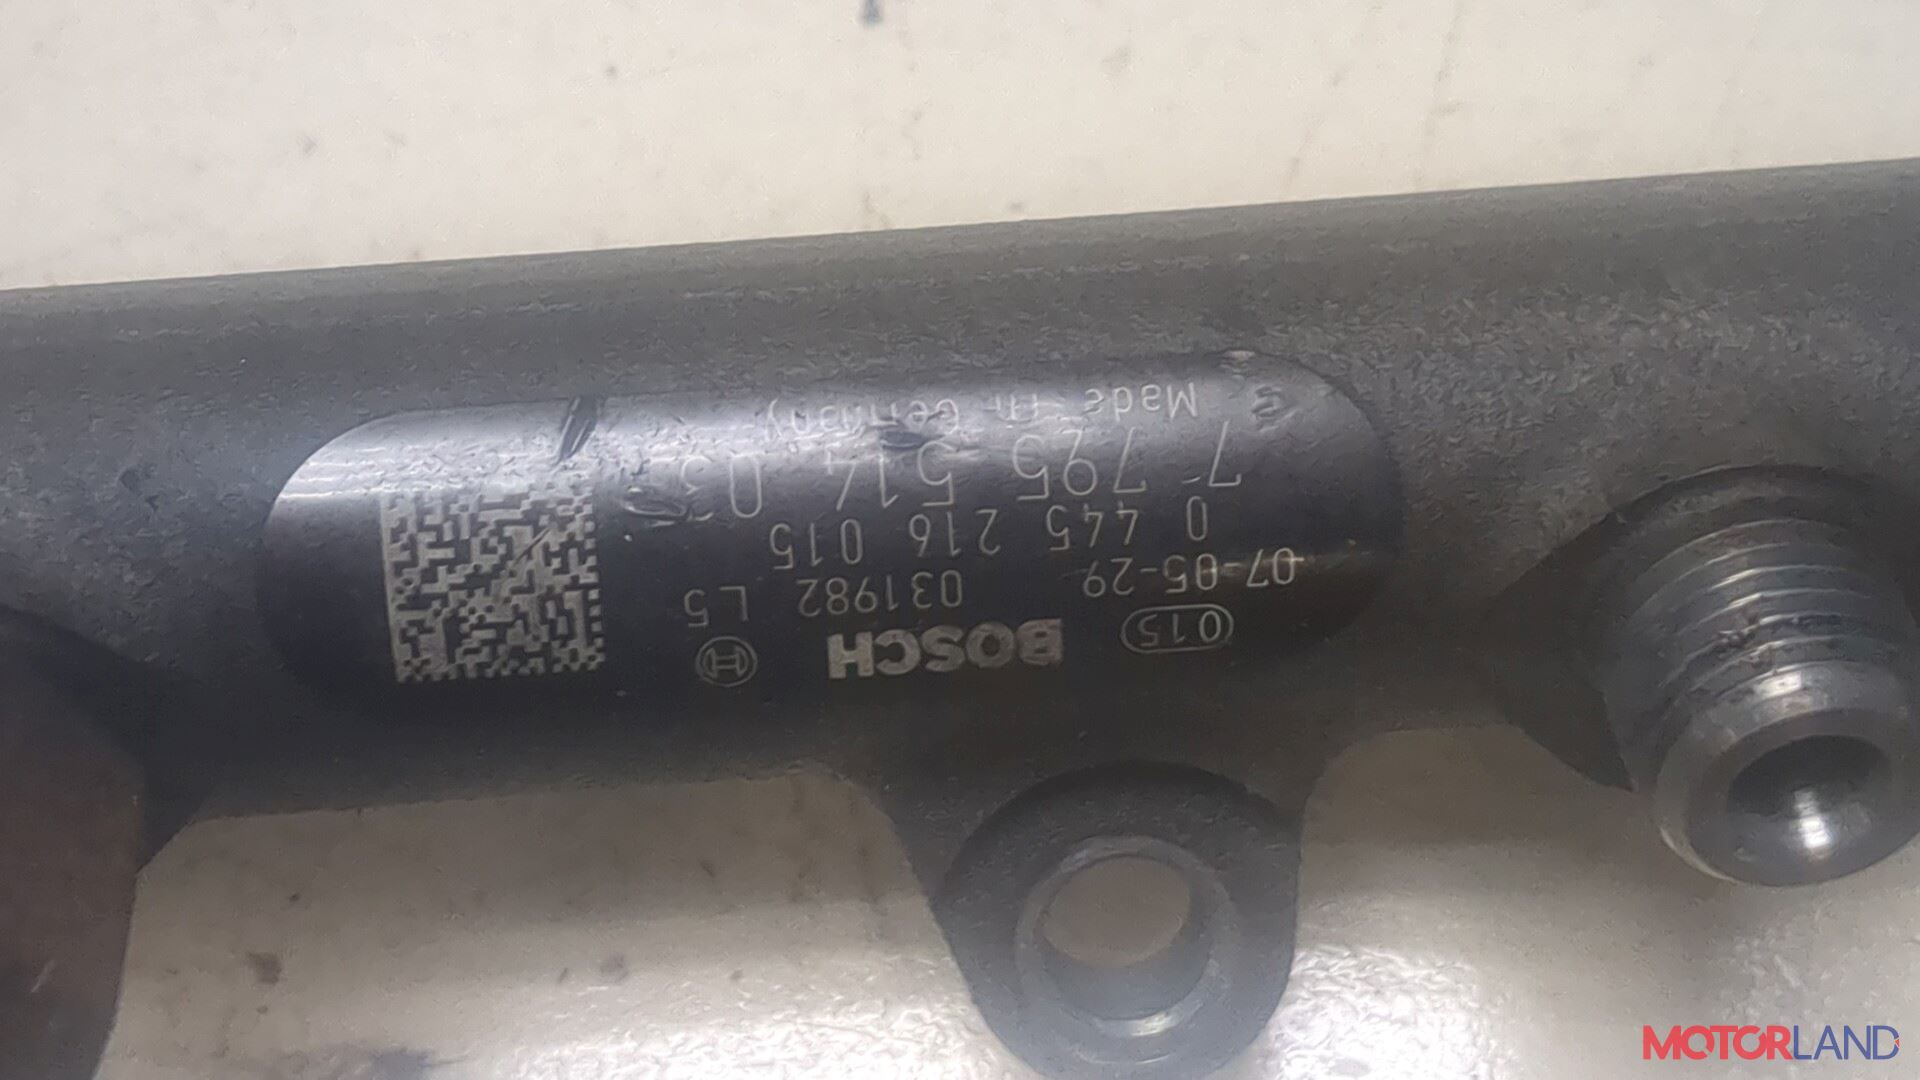 015 BOSCH
07-05-29 031982 L5
0 445 216 015
7 795 514 03
Made in Germany
MOTORLAND